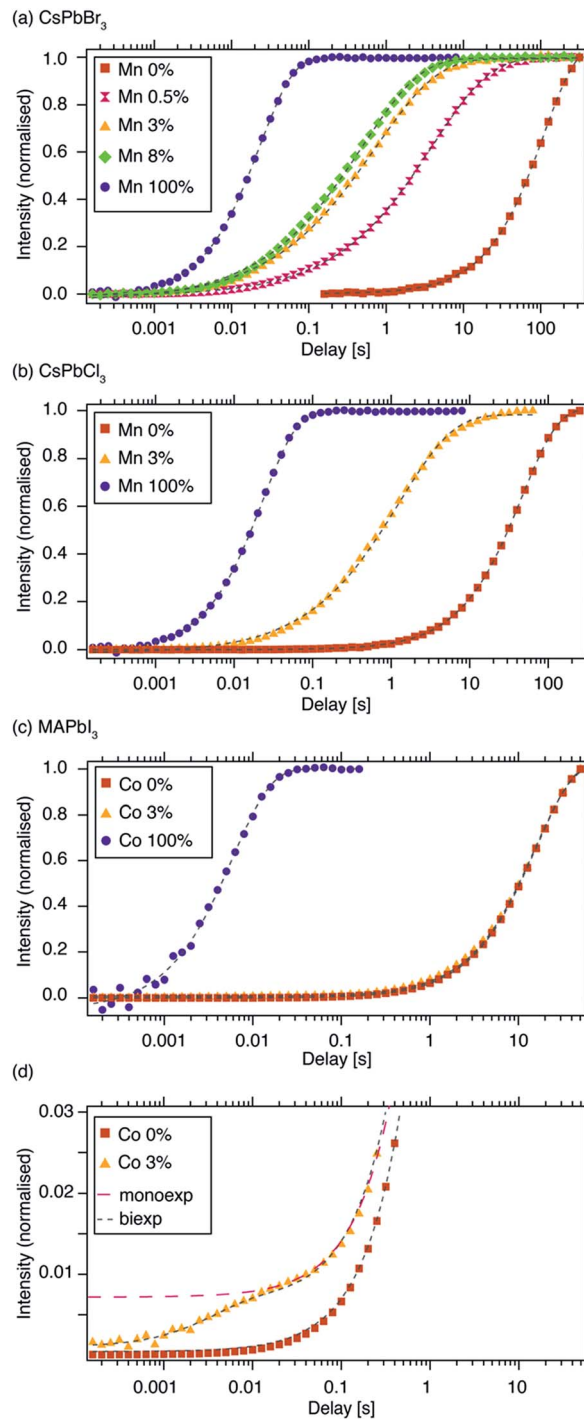 (a) CsPbBr3
Intensity (normalised)
1.0
0.8
0.6
0.4
0.2
0.0
Mn 0%
Mn 0.5%
Mn 3%
Mn 8%
Mn 100%
0.001 0.01 0.1 1 10 100
Delay [s]
(b) CsPbCl3
Intensity (normalised)
1.0
0.8
0.6
0.4
0.2
0.0
Mn 0%
Mn 3%
Mn 100%
0.001 0.01 0.1 1 10 100
Delay [s]
(c) MAPbI3
Intensity (normalised)
1.0
0.8
0.6
0.4
0.2
0.0
Co 0%
Co 3%
Co 100%
0.001 0.01 0.1 1 10
Delay [s]
(d)
Intensity (normalised)
0.03
0.02
0.01
Co 0%
Co 3%
monoexp
biexp
0.001 0.01 0.1 1 10
Delay [s]